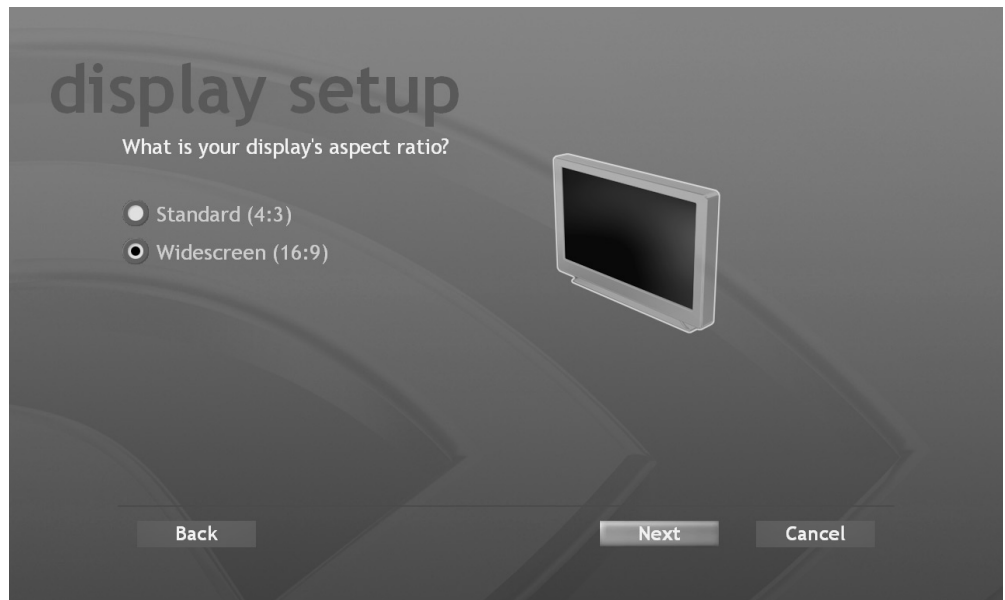 display setup
What is your display's aspect ratio?
Standard (4:3)
Widescreen (16:9)
Back Next Cancel